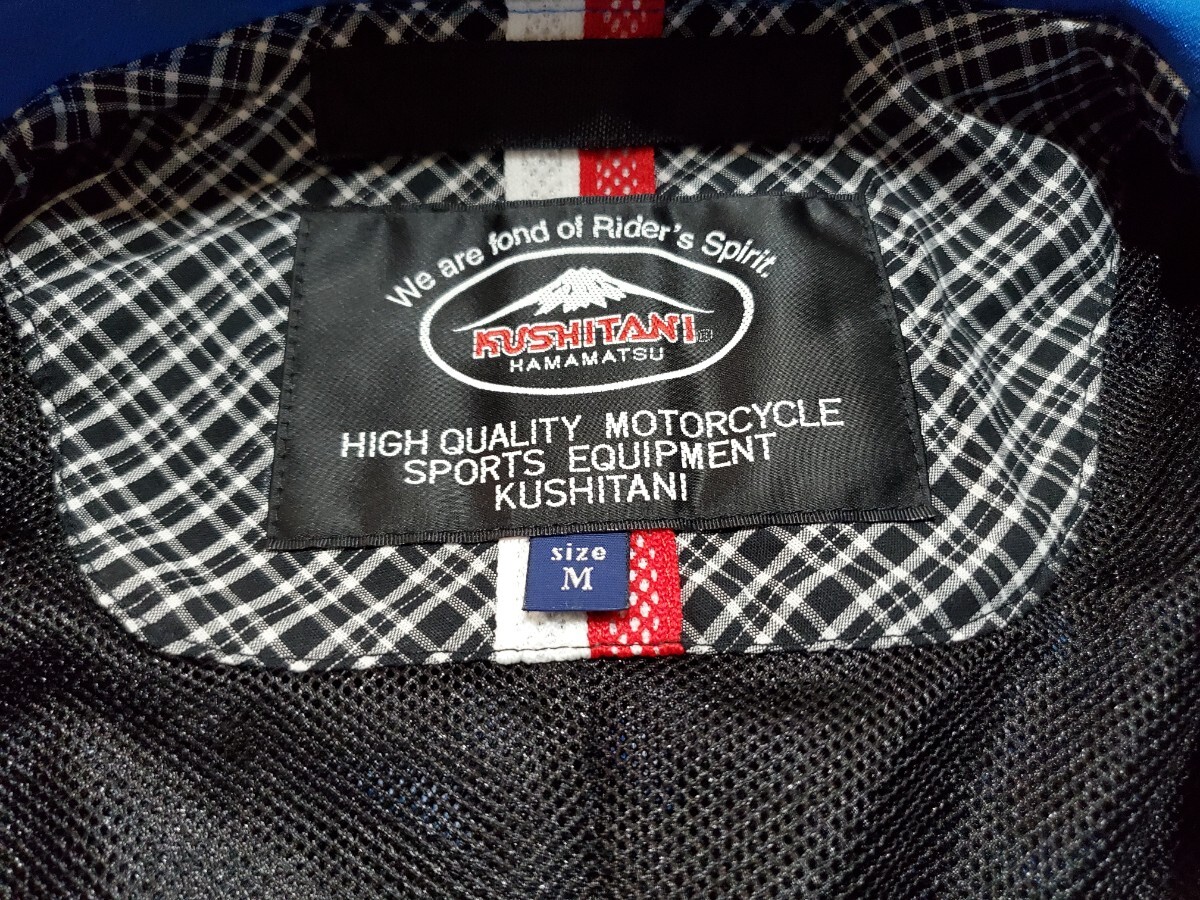 We are fond of Rider's Spirit.
KUSHITANI
HAMAMATSU
HIGH QUALITY MOTORCYCLE
SPORTS EQUIPMENT
KUSHITANI
size
M